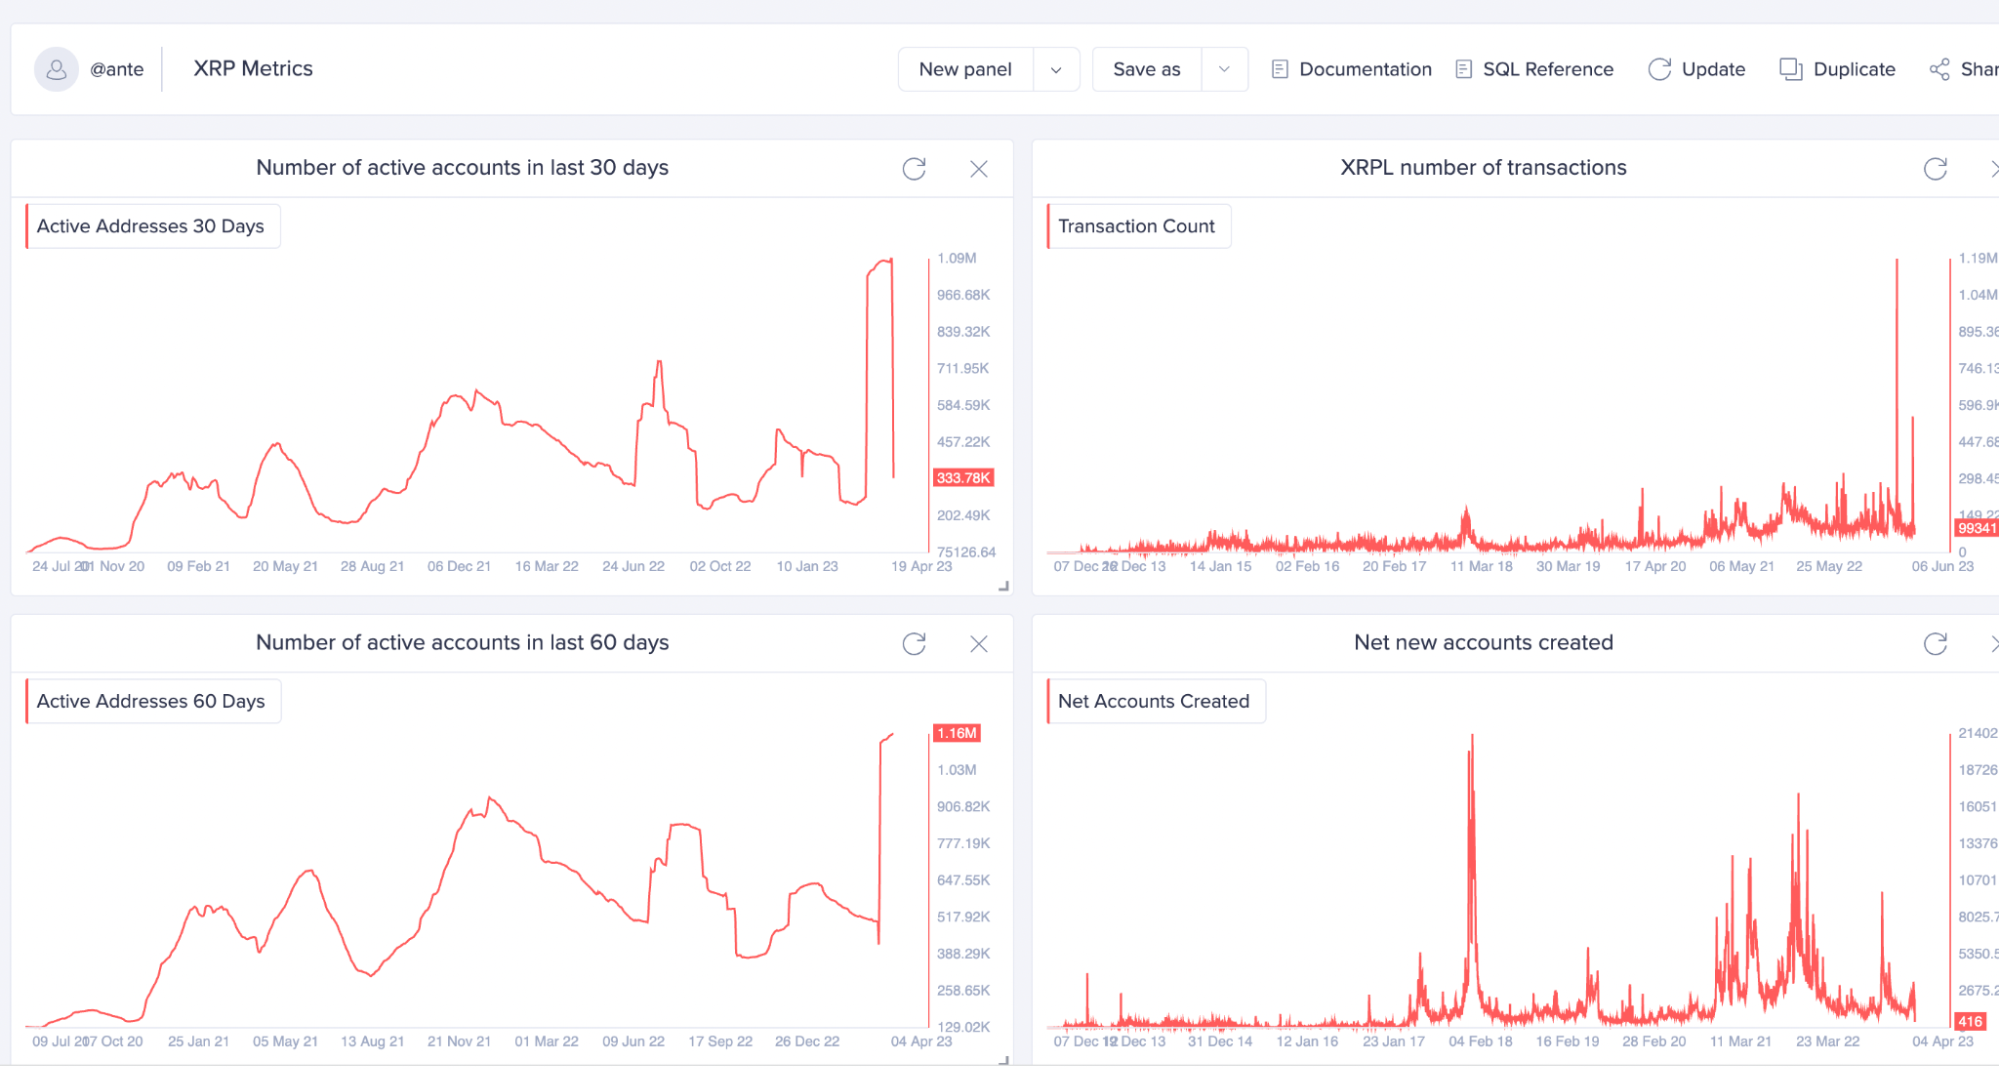 @ante XRP Metrics New panel Save as Documentation SQL Reference Update Duplicate
Number of active accounts in last 30 days
Active Addresses 30 Days
1.09M
966.68K
839.32K
711.95K
584.59K
457.22K
333.78K
202.49K
75126.64
24 Jul 20 01 Nov 20 09 Feb 21 20 May 21 28 Aug 21 06 Dec 21 16 Mar 22 24 Jun 22 02 Oct 22 10 Jan 23 19 Apr 23
XRPL number of transactions
Transaction Count
1.19M
1.04M
895.36
746.13
596.9K
447.68
298.45
149.22
99341
0
07 Dec 12 26 Dec 13 14 Jan 15 02 Feb 16 20 Feb 17 11 Mar 18 30 Mar 19 17 Apr 20 06 May 21 25 May 22 06 Jun 23
Number of active accounts in last 60 days
Active Addresses 60 Days
1.16M
1.03M
906.82K
777.19K
647.55K
517.92K
388.29K
258.65K
129.02K
09 Jul 20 17 Oct 20 25 Jan 21 05 May 21 13 Aug 21 21 Nov 21 01 Mar 22 09 Jun 22 17 Sep 22 26 Dec 22 04 Apr 23
Net new accounts created
Net Accounts Created
21402
18726
16051
13376
10701
8025.7
5350.5
2675.2
416
07 Dec 12 Dec 13 31 Dec 14 12 Jan 16 23 Jan 17 04 Feb 18 16 Feb 19 28 Feb 20 11 Mar 21 23 Mar 22 04 Apr 23